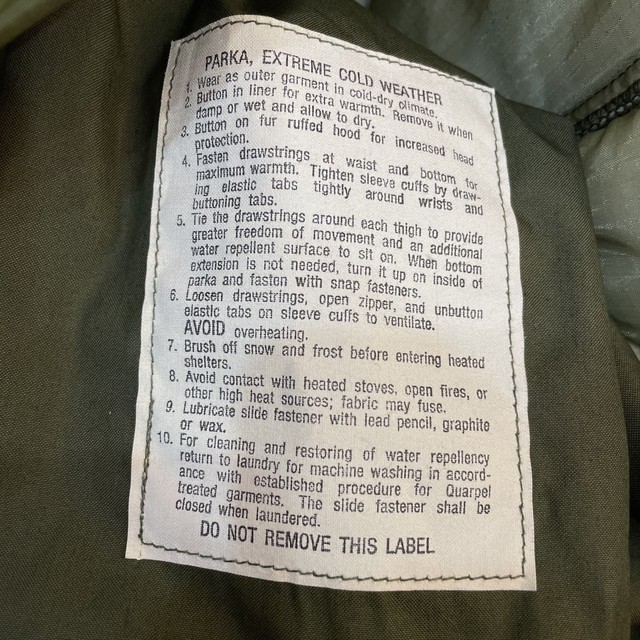 PARKA, EXTREME COLD WEATHER
1. Wear as outer garment in cold-dry climate.
2. Button in liner for extra warmth. Remove it when
damp or wet and allow to dry.
3. Button on fur ruffed hood for increased head
protection.
4. Fasten drawstrings at waist and bottom for
maximum warmth. Tighten sleeve cuffs by draw-
ing elastic tabs tightly around wrists and
buttoning tabs.
5. Tie the drawstrings around each thigh to provide
greater freedom of movement and an additional
water repellent surface to sit on. When bottom
extension is not needed, turn it up on inside of
parka and fasten with snap fasteners.
6. Loosen drawstrings, open zipper, and unbutton
elastic tabs on sleeve cuffs to ventilate.
AVOID overheating.
7. Brush off snow and frost before entering heated
shelters.
8. Avoid contact with heated stoves, open fires, or
other high heat sources; fabric may fuse.
9. Lubricate slide fastener with lead pencil, graphite
or wax.
10. For cleaning and restoring of water repellency
return to laundry for machine washing in accord-
ance with established procedure for Quarpel
treated garments. The slide fastener shall be
closed when laundered.
DO NOT REMOVE THIS LABEL